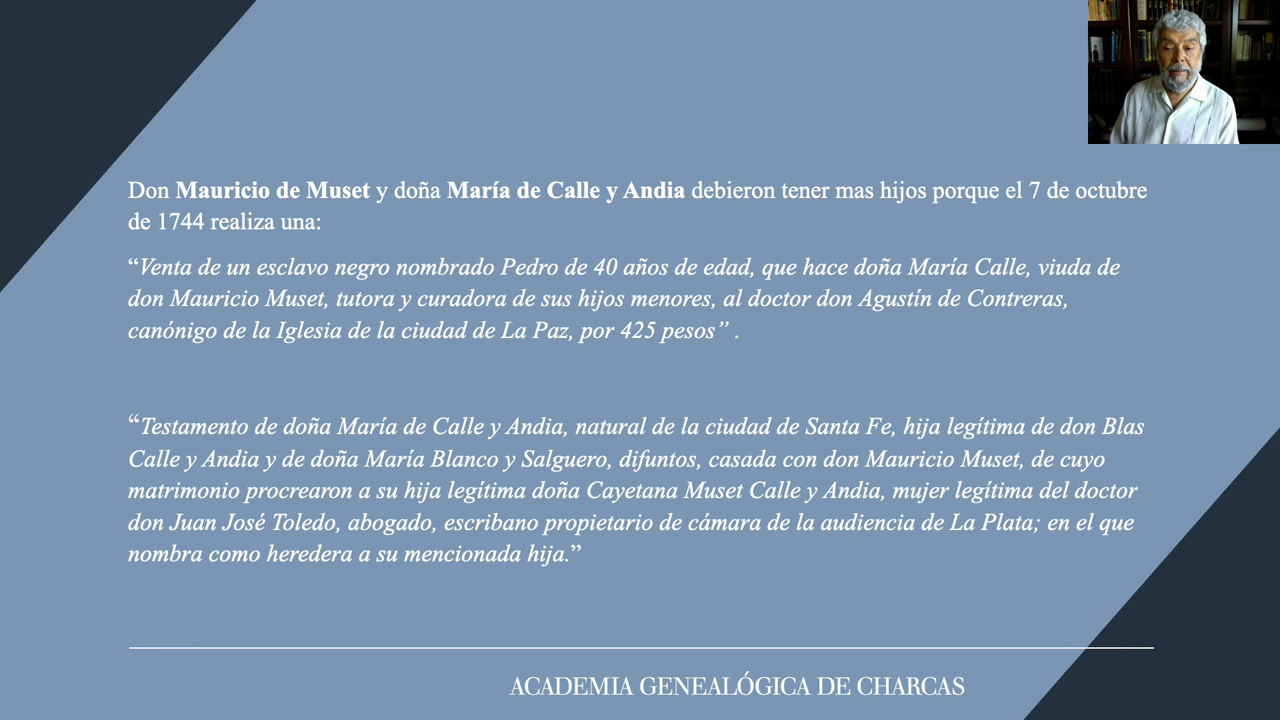 Don Mauricio de Muset y doña María de Calle y Andia debieron tener mas hijos porque el 7 de octubre
de 1744 realiza una:
“Venta de un esclavo negro nombrado Pedro de 40 años de edad, que hace doña María Calle, viuda de
don Mauricio Muset, tutora y curadora de sus hijos menores, al doctor don Agustín de Contreras,
canónigo de la Iglesia de la ciudad de La Paz, por 425 pesos” .
“Testamento de doña María de Calle y Andia, natural de la ciudad de Santa Fe, hija legítima de don Blas
Calle y Andia y de doña María Blanco y Salguero, difuntos, casada con don Mauricio Muset, de cuyo
matrimonio procrearon a su hija legítima doña Cayetana Muset Calle y Andia, mujer legítima del doctor
don Juan José Toledo, abogado, escribano propietario de cámara de la audiencia de La Plata; en el que
nombra como heredera a su mencionada hija.”
ACADEMIA GENEALÓGICA DE CHARCAS